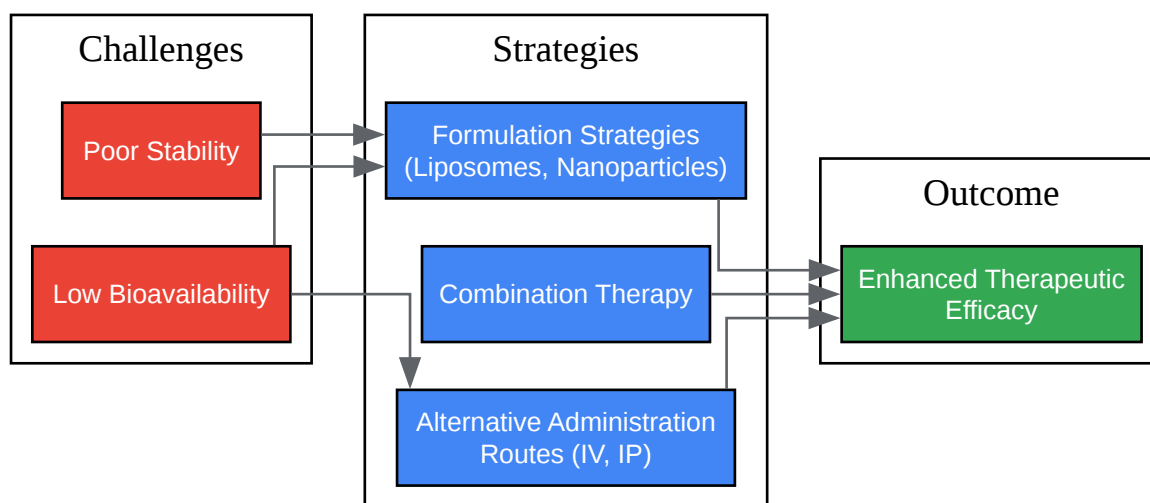 Challenges
Poor Stability
Low Bioavailability
Strategies
Formulation Strategies
(Liposomes, Nanoparticles)
Combination Therapy
Alternative Administration
Routes (IV, IP)
Outcome
Enhanced Therapeutic
Efficacy